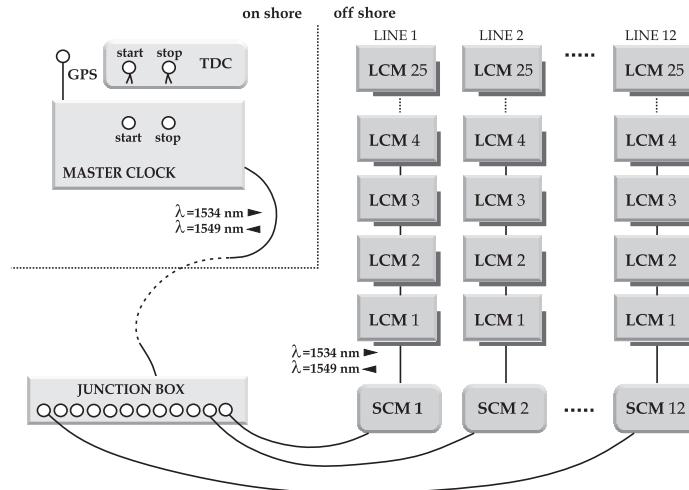 on shore
off shore
start
stop
TDC
GPS
start
stop
MASTER CLOCK
λ=1534 nm
λ=1549 nm
LINE 1
LINE 2
LINE 12
LCM 25
LCM 25
LCM 25
LCM 4
LCM 4
LCM 4
LCM 3
LCM 3
LCM 3
LCM 2
LCM 2
LCM 2
LCM 1
LCM 1
LCM 1
λ=1534 nm
λ=1549 nm
JUNCTION BOX
SCM 1
SCM 2
SCM 12